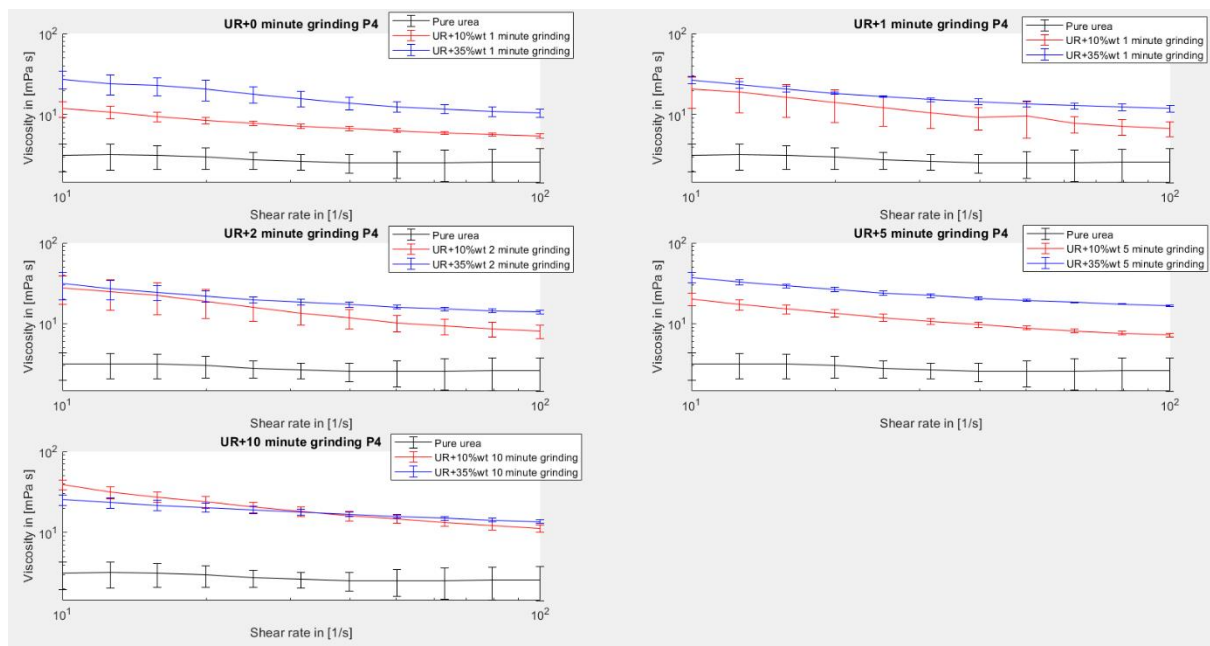 UR+0 minute grinding P4
Pure urea
UR+10%wt 1 minute grinding
UR+35%wt 1 minute grinding
10²
10¹
Viscosity in [mPa s]
10¹
10²
Shear rate in [1/s]
UR+1 minute grinding P4
Pure urea
UR+10%wt 1 minute grinding
UR+35%wt 1 minute grinding
10²
10¹
Viscosity in [mPa s]
10¹
10²
Shear rate in [1/s]
UR+2 minute grinding P4
Pure urea
UR+10%wt 2 minute grinding
UR+35%wt 2 minute grinding
10²
10¹
Viscosity in [mPa s]
10¹
10²
Shear rate in [1/s]
UR+5 minute grinding P4
Pure urea
UR+10%wt 5 minute grinding
UR+35%wt 5 minute grinding
10²
10¹
Viscosity in [mPa s]
10¹
10²
Shear rate in [1/s]
UR+10 minute grinding P4
Pure urea
UR+10%wt 10 minute grinding
UR+35%wt 10 minute grinding
10²
10¹
Viscosity in [mPa s]
10¹
10²
Shear rate in [1/s]